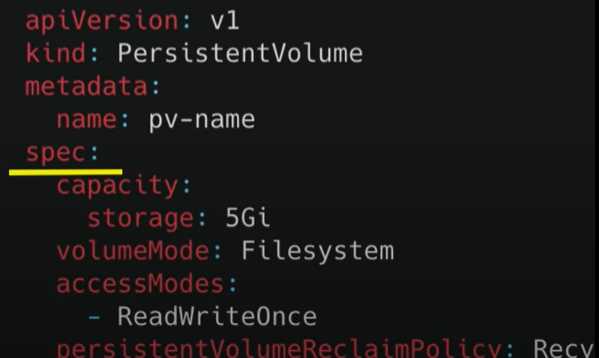 apiVersion: v1
kind: PersistentVolume
metadata:
  name: pv-name
spec:
  capacity:
    storage: 5Gi
  volumeMode: Filesystem
  accessModes:
    - ReadWriteOnce
  persistentVolumeReclaimPolicy: Recy